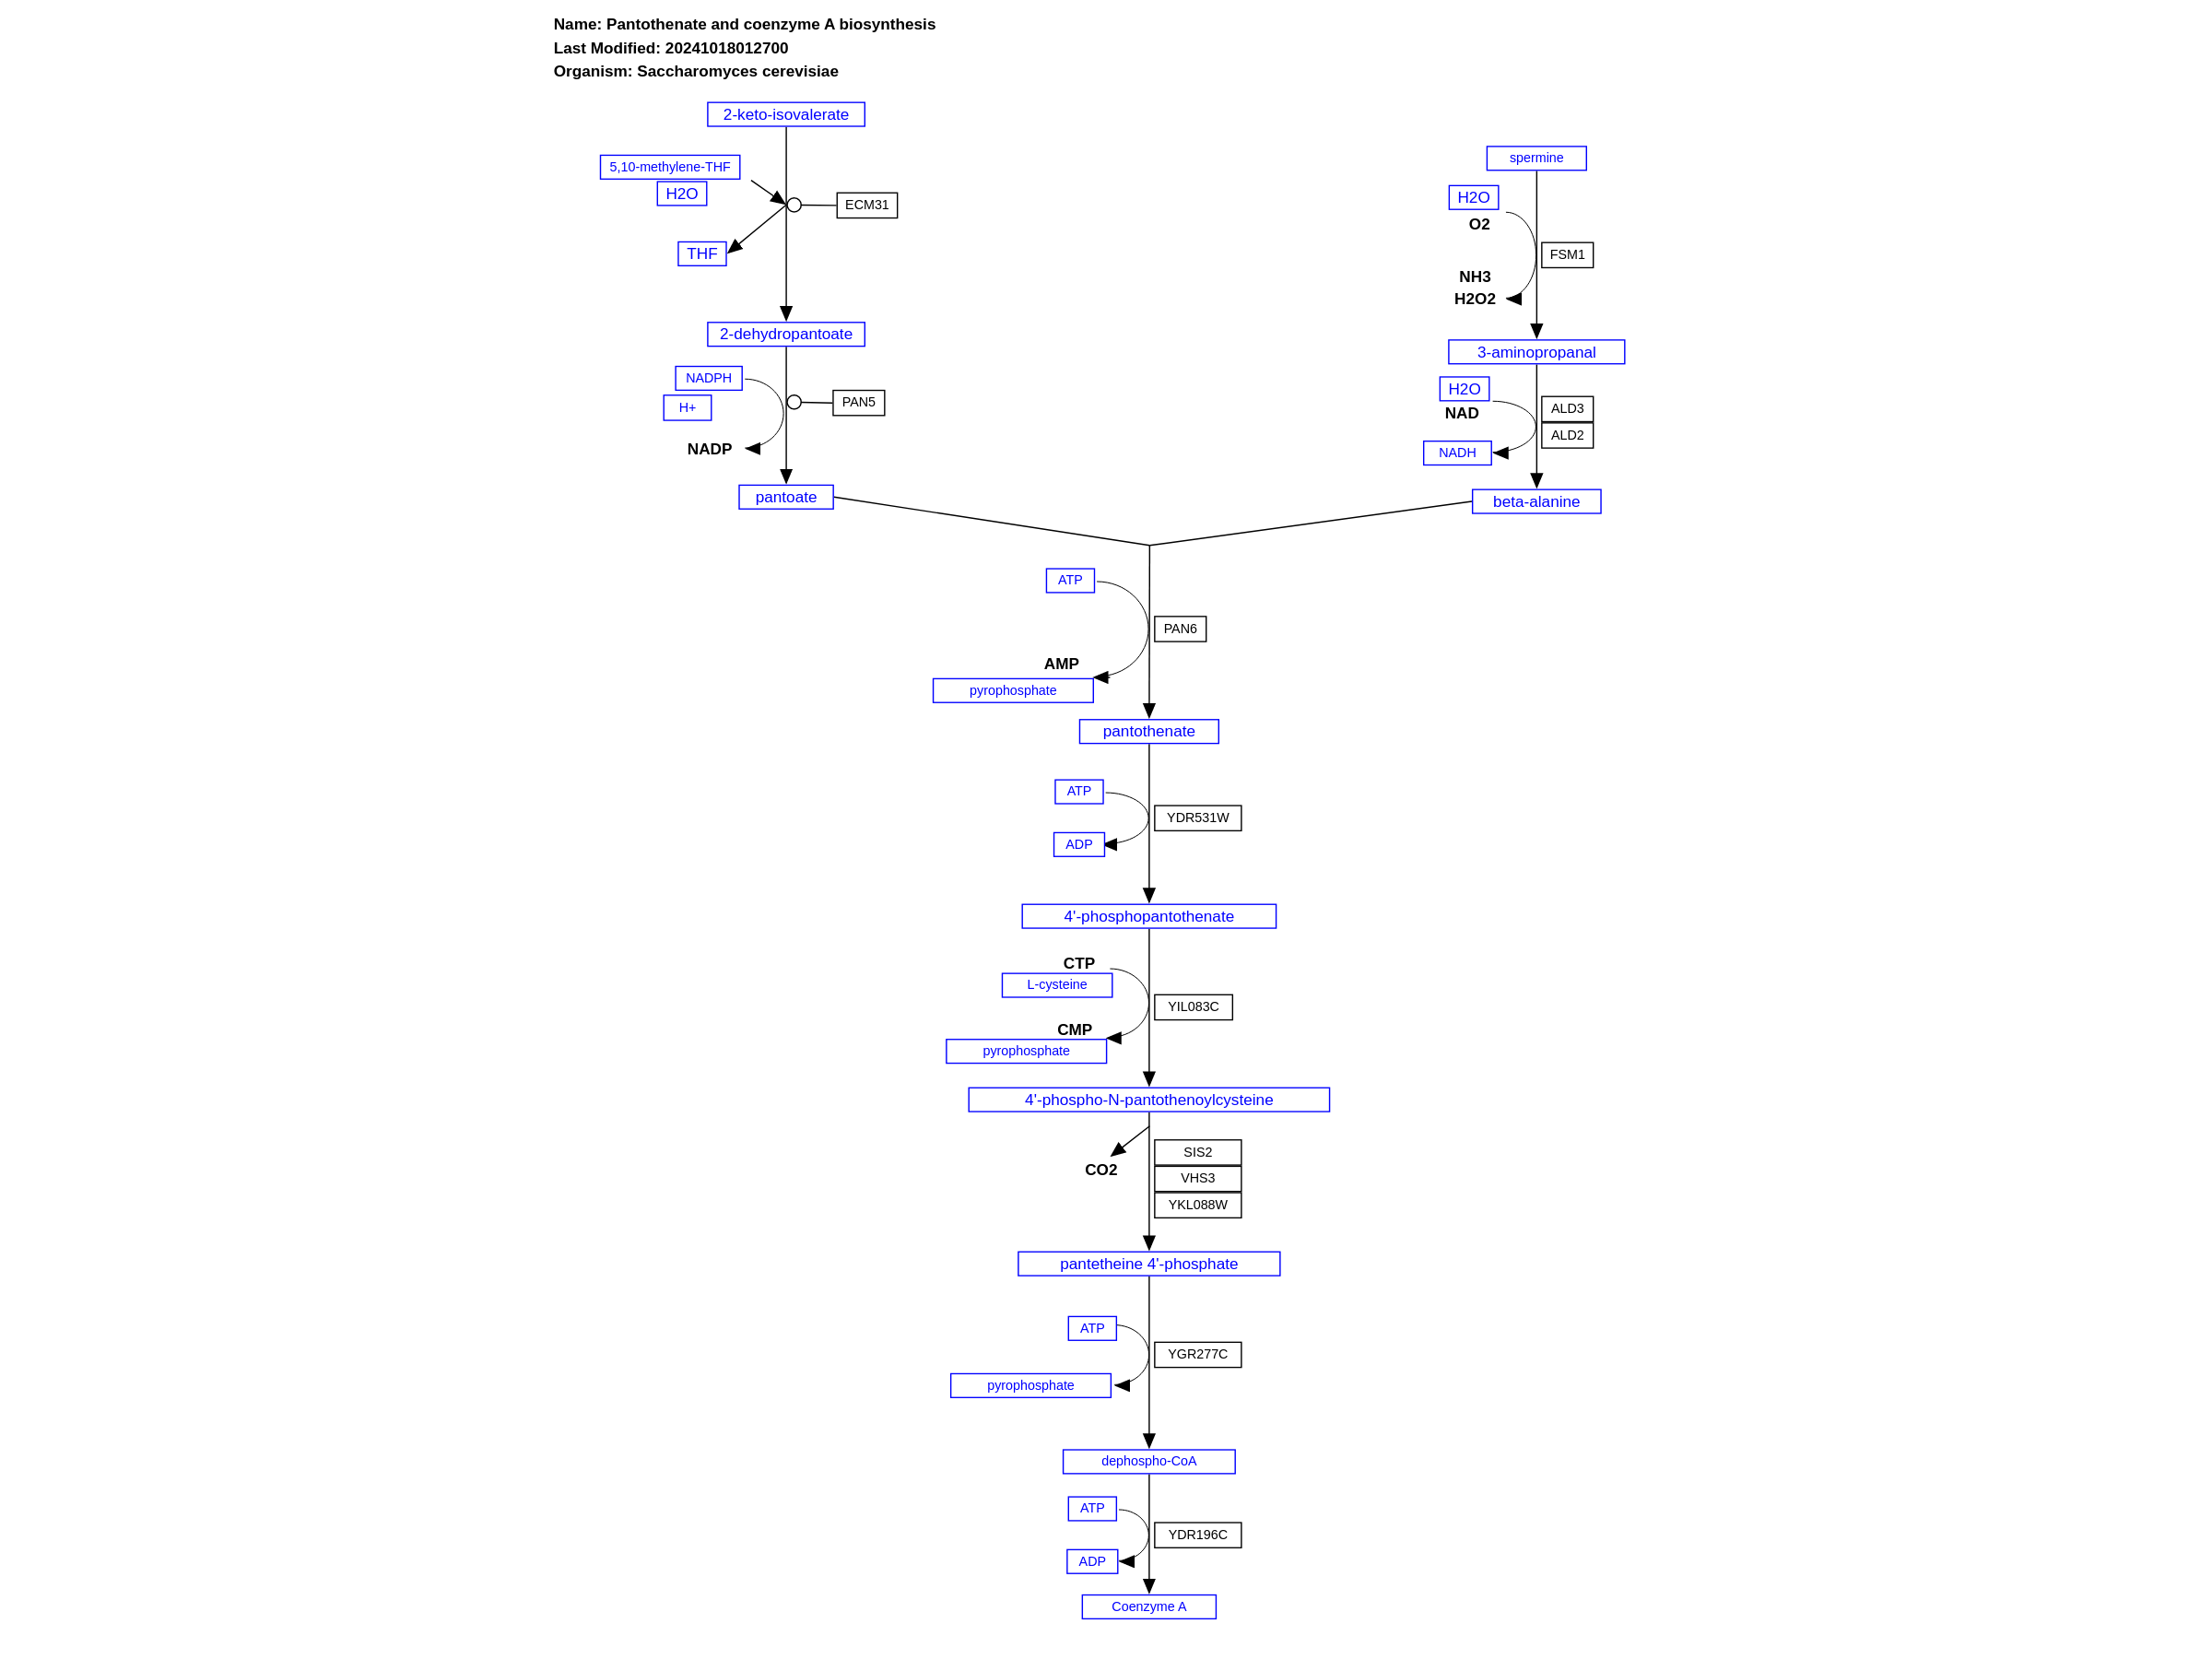 Name: Pantothenate and coenzyme A biosynthesis
Last Modified: 20241018012700
Organism: Saccharomyces cerevisiae
2-keto-isovalerate
5,10-methylene-THF
H2O
ECM31
THF
2-dehydropantoate
NADPH
H+
PAN5
NADP
pantoate
spermine
H2O
O2
FSM1
NH3
H2O2
3-aminopropanal
H2O
NAD
ALD3
ALD2
NADH
beta-alanine
ATP
PAN6
AMP
pyrophosphate
pantothenate
ATP
YDR531W
ADP
4'-phosphopantothenate
CTP
L-cysteine
YIL083C
CMP
pyrophosphate
4'-phospho-N-pantothenoylcysteine
CO2
SIS2
VHS3
YKL088W
pantetheine 4'-phosphate
ATP
YGR277C
pyrophosphate
dephospho-CoA
ATP
YDR196C
ADP
Coenzyme A